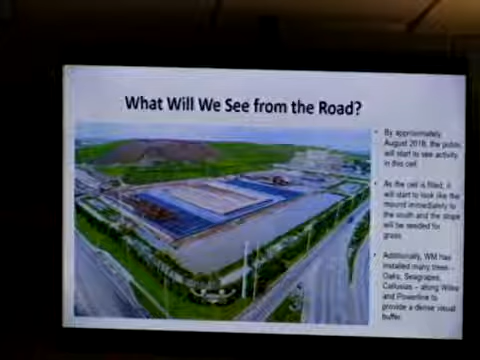 What Will We See from the Road?
• By approximately
August 2018, the public
will start to see activity
in this cell.
• As the cell is filled, it
will start to look like the
mound immediately to
the south and the slope
will be seeded for
grass.
• Additionally, WM has
installed many trees –
Oaks, Seagrapes,
– along Wiles
and Powerline to
provide a dense visual
buffer.